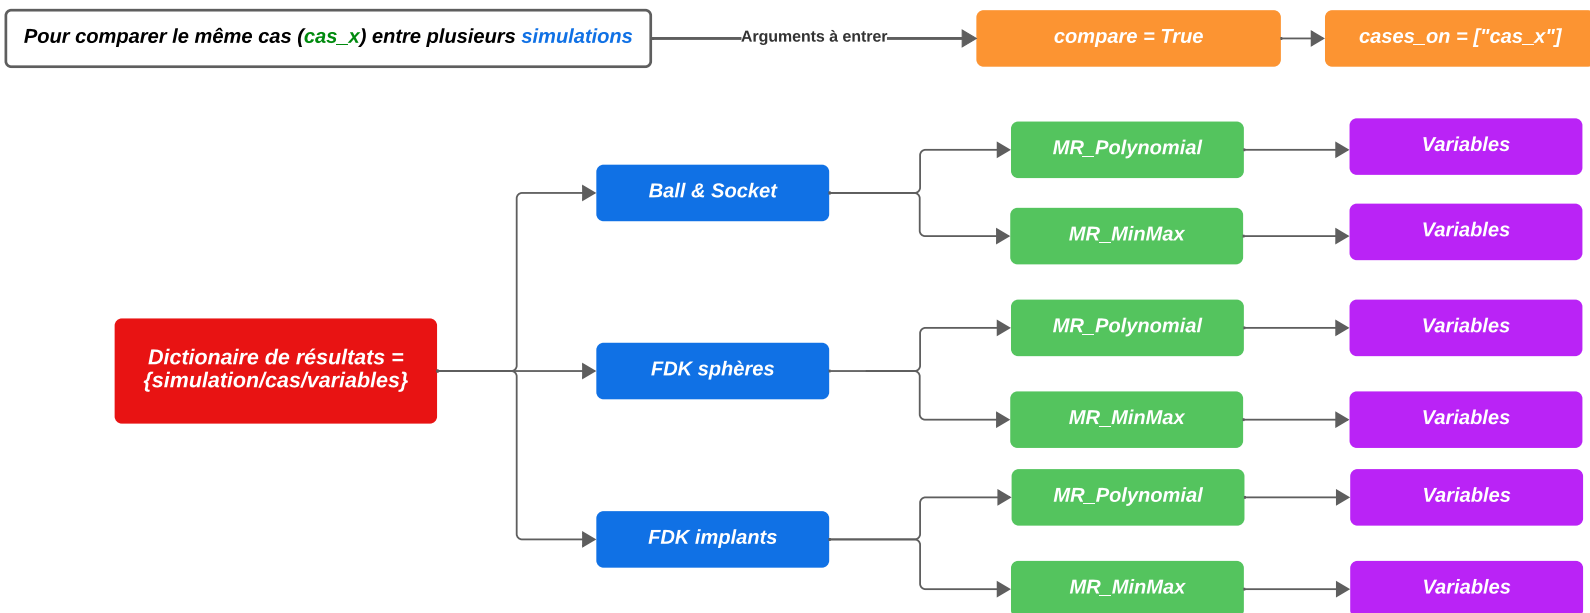 Pour comparer le même cas (cas_x) entre plusieurs simulations
Arguments à entrer
compare = True
cases_on = ["cas_x"]
MR_Polynomial
Variables
Ball & Socket
MR_MinMax
Variables
MR_Polynomial
Variables
Dictionaire de résultats =
{simulation/cas/variables}
FDK sphères
MR_MinMax
Variables
MR_Polynomial
Variables
FDK implants
MR_MinMax
Variables